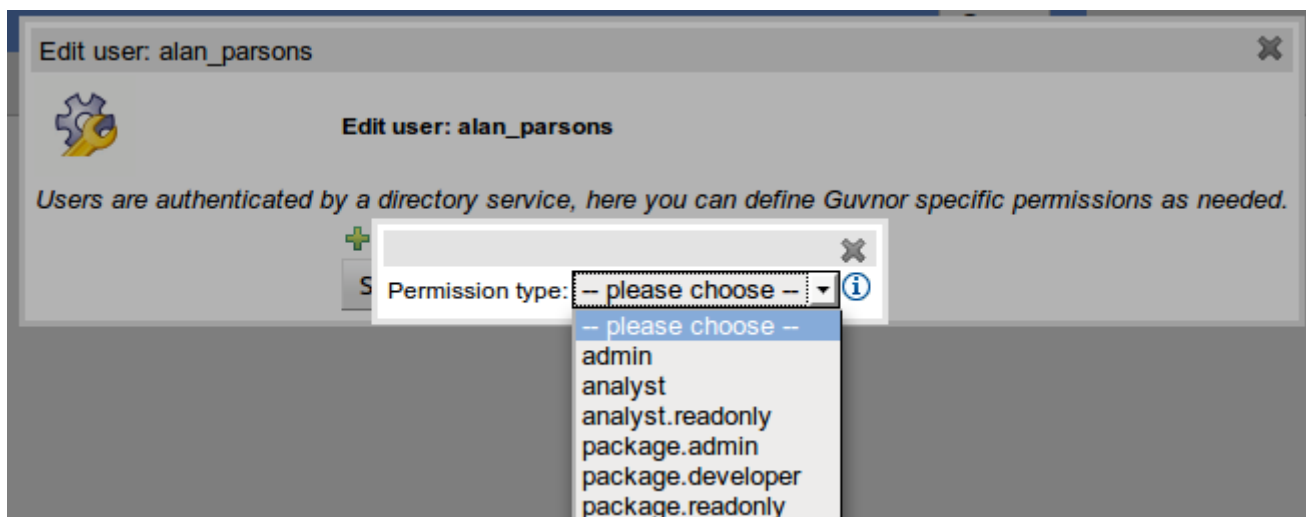 Edit user: alan_parsons
Edit user: alan_parsons
Users are authenticated by a directory service, here you can define Guvnor specific permissions as needed.
S
Permission type: -- please choose --
-- please choose --
admin
analyst
analyst.readonly
package.admin
package.developer
package.readonly